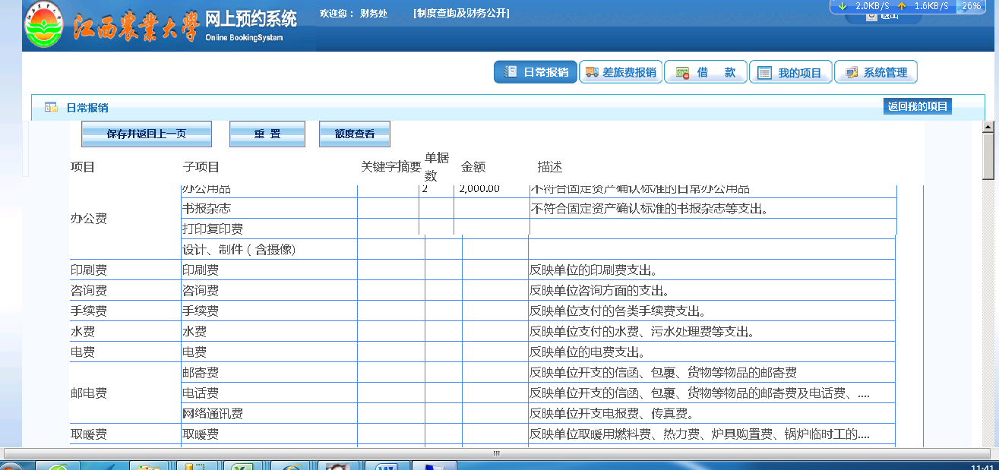 江西农业大学 网上预约系统 欢迎您： 财务处 [制度查询及财务公开] 2.0KB/S 1.6KB/S 26%
Online BookingSystem 退出
日常报销 差旅费报销 借 款 我的项目 系统管理
日常报销 返回我的项目
保存并返回上一页 重 置 额度查看
项目 子项目 关键字摘要 单据数 金额 描述
办公用品 2 2,000.00 不符合固定资产确认标准的日常办公用品
办公费 书报杂志 不符合固定资产确认标准的书报杂志等支出。
打印复印费
设计、制件（含摄像)
印刷费 印刷费 反映单位的印刷费支出。
咨询费 咨询费 反映单位咨询方面的支出。
手续费 手续费 反映单位支付的各类手续费支出。
水费 水费 反映单位支付的水费、污水处理费等支出。
电费 电费 反映单位的电费支出。
邮寄费 反映单位开支的信函、包裹、货物等物品的邮寄费
邮电费 电话费 反映单位开支的信函、包裹、货物等物品的邮寄费及电话费、....
网络通讯费 反映单位开支电报费、传真费。
取暖费 取暖费 反映单位取暖用燃料费、热力费、炉具购置费、锅炉临时工的....
11:41